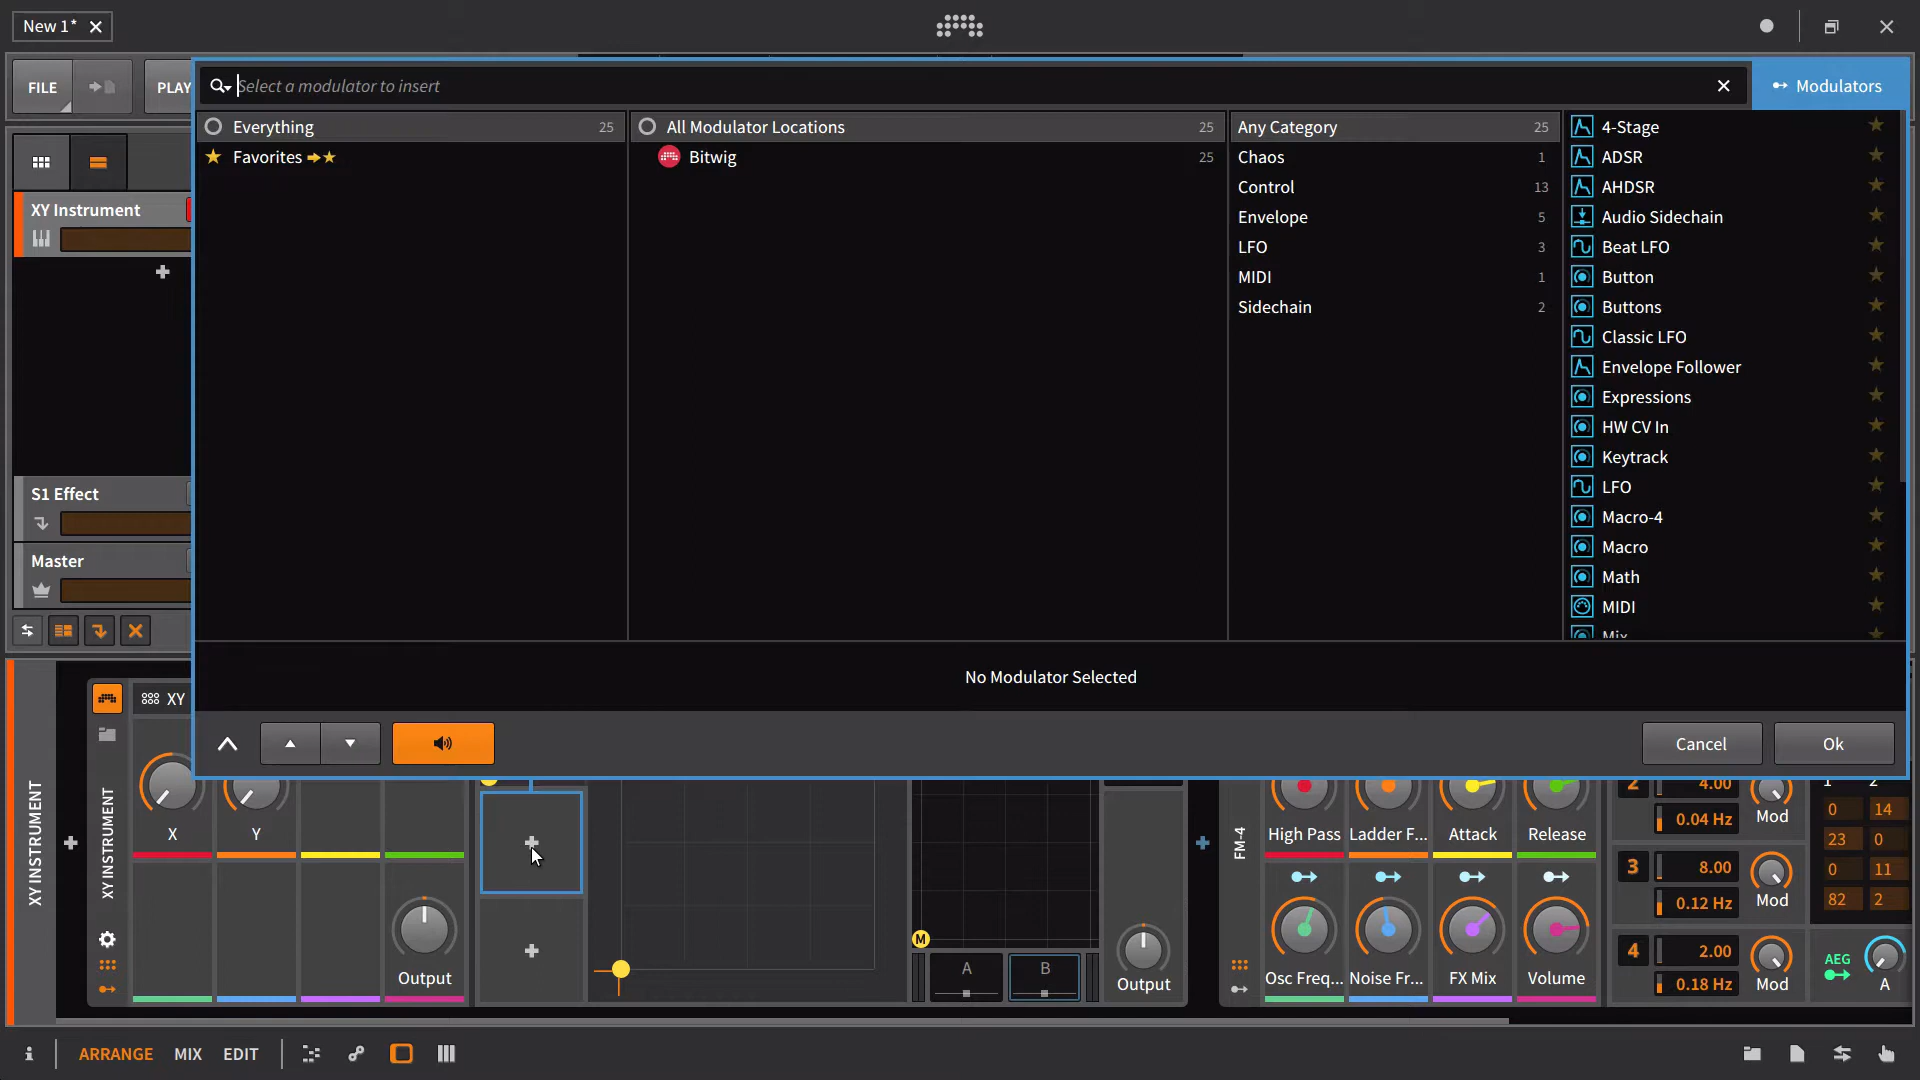 New 1*
FILE
PLAY
Select a modulator to insert
Modulators
Everything 25
Favorites
All Modulator Locations 25
Bitwig 25
Any Category 25
Chaos 1
Control 13
Envelope 5
LFO 3
MIDI 1
Sidechain 2
4-Stage
ADSR
AHDSR
Audio Sidechain
Beat LFO
Button
Buttons
Classic LFO
Envelope Follower
Expressions
HW CV In
Keytrack
LFO
Macro-4
Macro
Math
MIDI
Mix
XY Instrument
S1 Effect
Master
No Modulator Selected
Cancel
Ok
XY INSTRUMENT
XY INSTRUMENT
XY
X
Y
Output
M
A
B
Output
FM-4
High Pass
Ladder F...
Attack
Release
Osc Freq...
Noise Fr...
FX Mix
Volume
2 4.00
0.04 Hz
Mod
3 8.00
0.12 Hz
Mod
4 2.00
0.18 Hz
Mod
1 2
0 14
23 0
0 11
82 2
AEG
A
i
ARRANGE
MIX
EDIT